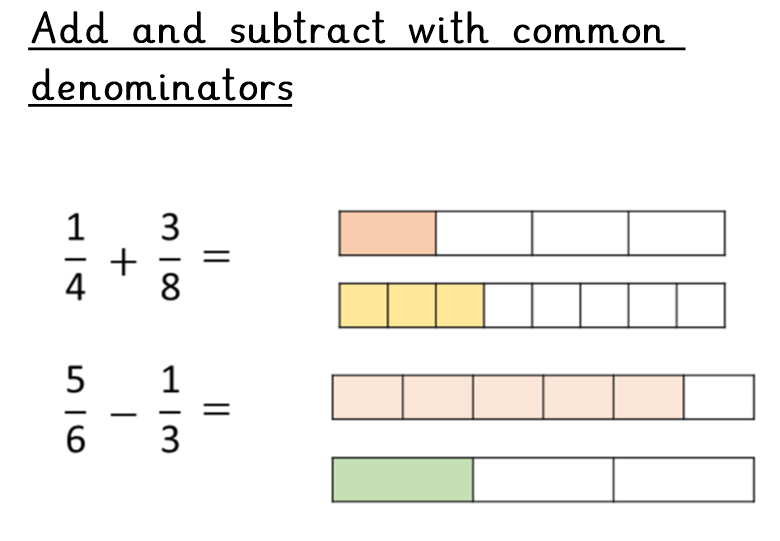 Add and subtract with common
denominators
1/4 + 3/8 =
5/6 − 1/3 =